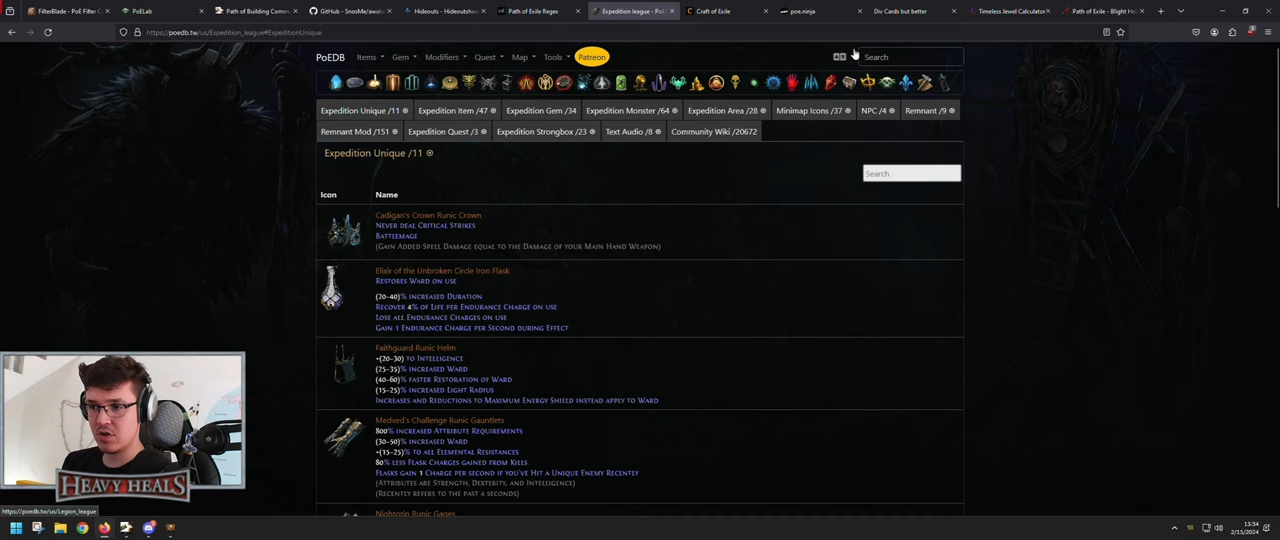 FilterBlade - PoE Filter C
PoELab
Path of Building Commu
GitHub - SnosMe/awake
Hideouts - Hideoutshow
Path of Exile Regex
Expedition league - PoE
Craft of Exile
poe.ninja
Div Cards but better
Timeless Jewel Calculator
Path of Exile - Blight He
https://poedb.tw/us/Expedition_league#ExpeditionUnique
PoEDB
Items
Gem
Modifiers
Quest
Map
Tools
Patreon
Search
Expedition Unique /11
Expedition Item /47
Expedition Gem /34
Expedition Monster /64
Expedition Area /28
Minimap Icons /37
NPC /4
Remnant /9
Remnant Mod /151
Expedition Quest /3
Expedition Strongbox /23
Text Audio /8
Community Wiki /20672
Expedition Unique /11
Search
Icon Name
Cadigan's Crown Runic Crown
Never deal Critical Strikes
Battlemage
(Gain Added Spell Damage equal to the Damage of your Main Hand Weapon)
Elixir of the Unbroken Circle Iron Flask
Restores Ward on use
(20–40)% increased Duration
Recover 4% of Life per Endurance Charge on use
Lose all Endurance Charges on use
Gain 1 Endurance Charge per Second during Effect
Faithguard Runic Helm
+(20–30) to Intelligence
(25–35)% increased Ward
(40–60)% faster Restoration of Ward
(15–25)% increased Light Radius
Increases and Reductions to Maximum Energy Shield instead apply to Ward
Medved's Challenge Runic Gauntlets
800% increased Attribute Requirements
(30–50)% increased Ward
+(15–25)% to all Elemental Resistances
80% less Flask Charges gained from Kills
Flasks gain 1 Charge per second if you've Hit a Unique Enemy Recently
(Attributes are Strength, Dexterity, and Intelligence)
(Recently refers to the past 4 seconds)
Nightgrip Runic Gages
HEAVY HEALS
https://poedb.tw/us/Legion_league
15:34
2/15/2024